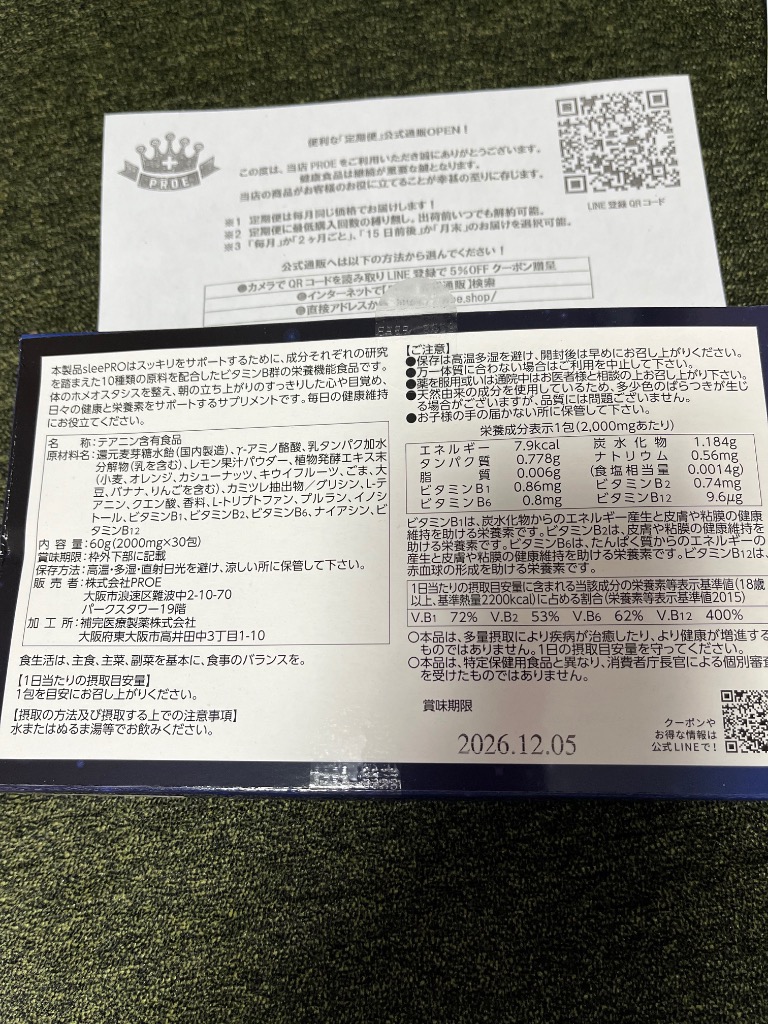 便利な「定期便」公式通販OPEN！
この度は、当店PROEをご利用いただき誠にありがとうございます。
健康食品は継続が重要な鍵となります。
当店の商品がお客様のお役に立てることが幸甚の至りに存じます。
PROE
LINE登録QRコード
※1 定期便は毎月同じ価格でお届けします！
※2 定期便に最低購入回数の縛り無し。出荷前いつでも解約可能。
※3 「毎月」か「2ヶ月ごと」、「15日前後」か「月末」のお届けを選択可能。
公式通販へは以下の方法から選んでください！
●カメラでQRコードを読み取りLINE登録で5%OFFクーポン贈呈
●インターネットで【 通販】検索
●直接アドレスから
本製品sleePROはスッキリをサポートするために、成分それぞれの研究
を踏まえた10種類の原料を配合したビタミンB群の栄養機能食品です。
体のホメオスタシスを整え、朝の立ち上がりのすっきりした心や目覚め、
日々の健康と栄養素をサポートするサプリメントです。毎日の健康維持
にお役立てください。
名 称:テアニン含有食品
原材料名:還元麦芽糖水飴(国内製造)、γ-アミノ酪酸、乳タンパク加水
分解物(乳を含む)、レモン果汁パウダー、植物発酵エキス末
(小麦、オレンジ、カシューナッツ、キウイフルーツ、ごま、大
豆、バナナ、りんごを含む)、カミツレ抽出物／グリシン、L-テ
アニン、クエン酸、香料、L-トリプトファン、プルラン、イノシ
トール、ビタミンB1、ビタミンB2、ビタミンB6、ナイアシン、ビ
タミンB12
内 容 量:60g(2000mg×30包)
賞味期限:枠外下部に記載
保存方法:高温・多湿・直射日光を避け、涼しい所に保管して下さい。
販 売 者:株式会社PROE
大阪市浪速区難波中2-10-70
パークスタワー19階
加 工 所:補完医療製薬株式会社
大阪府東大阪市高井田中3丁目1-10
食生活は、主食、主菜、副菜を基本に、食事のバランスを。
【1日当たりの摂取目安量】
1包を目安にお召し上がりください。
【摂取の方法及び摂取する上での注意事項】
水またはぬるま湯等でお飲みください。
【ご注意】
●保存は高温多湿を避け、開封後は早めにお召し上がりください。
●万一体質に合わない場合はご利用を中止して下さい。
●薬を服用或いは通院中はお医者様と相談の上お召し上がり下さい。
●天然由来の成分を使用しているため、多少色のばらつきが生じ
る場合がございますが、品質には問題ございません。
●お子様の手の届かない所に保管して下さい。
栄養成分表示1包(2,000mgあたり)
エネルギー 7.9kcal 炭水化物 1.184g
タンパク質 0.778g ナトリウム 0.56mg
脂質 0.006g (食塩相当量 0.0014g)
ビタミンB1 0.86mg ビタミンB2 0.74mg
ビタミンB6 0.8mg ビタミンB12 9.6μg
ビタミンB1は、炭水化物からのエネルギー産生と皮膚や粘膜の健康
維持を助ける栄養素です。ビタミンB2は、皮膚や粘膜の健康維持を
助ける栄養素です。ビタミンB6は、たんぱく質からのエネルギーの
産生と皮膚や粘膜の健康維持を助ける栄養素です。ビタミンB12は、
赤血球の形成を助ける栄養素です。
1日当たりの摂取目安量に含まれる当該成分の栄養素等表示基準値(18歳
以上、基準熱量2200kcal)に占める割合(栄養素等表示基準値2015)
V.B1 72% V.B2 53% V.B6 62% V.B12 400%
○本品は、多量摂取により疾病が治癒したり、より健康が増進する
ものではありません。1日の摂取目安量を守ってください。
○本品は、特定保健用食品と異なり、消費者庁長官による個別審査
を受けたものではありません。
賞味期限
2026.12.05
クーポンや
お得な情報は
公式LINEで！